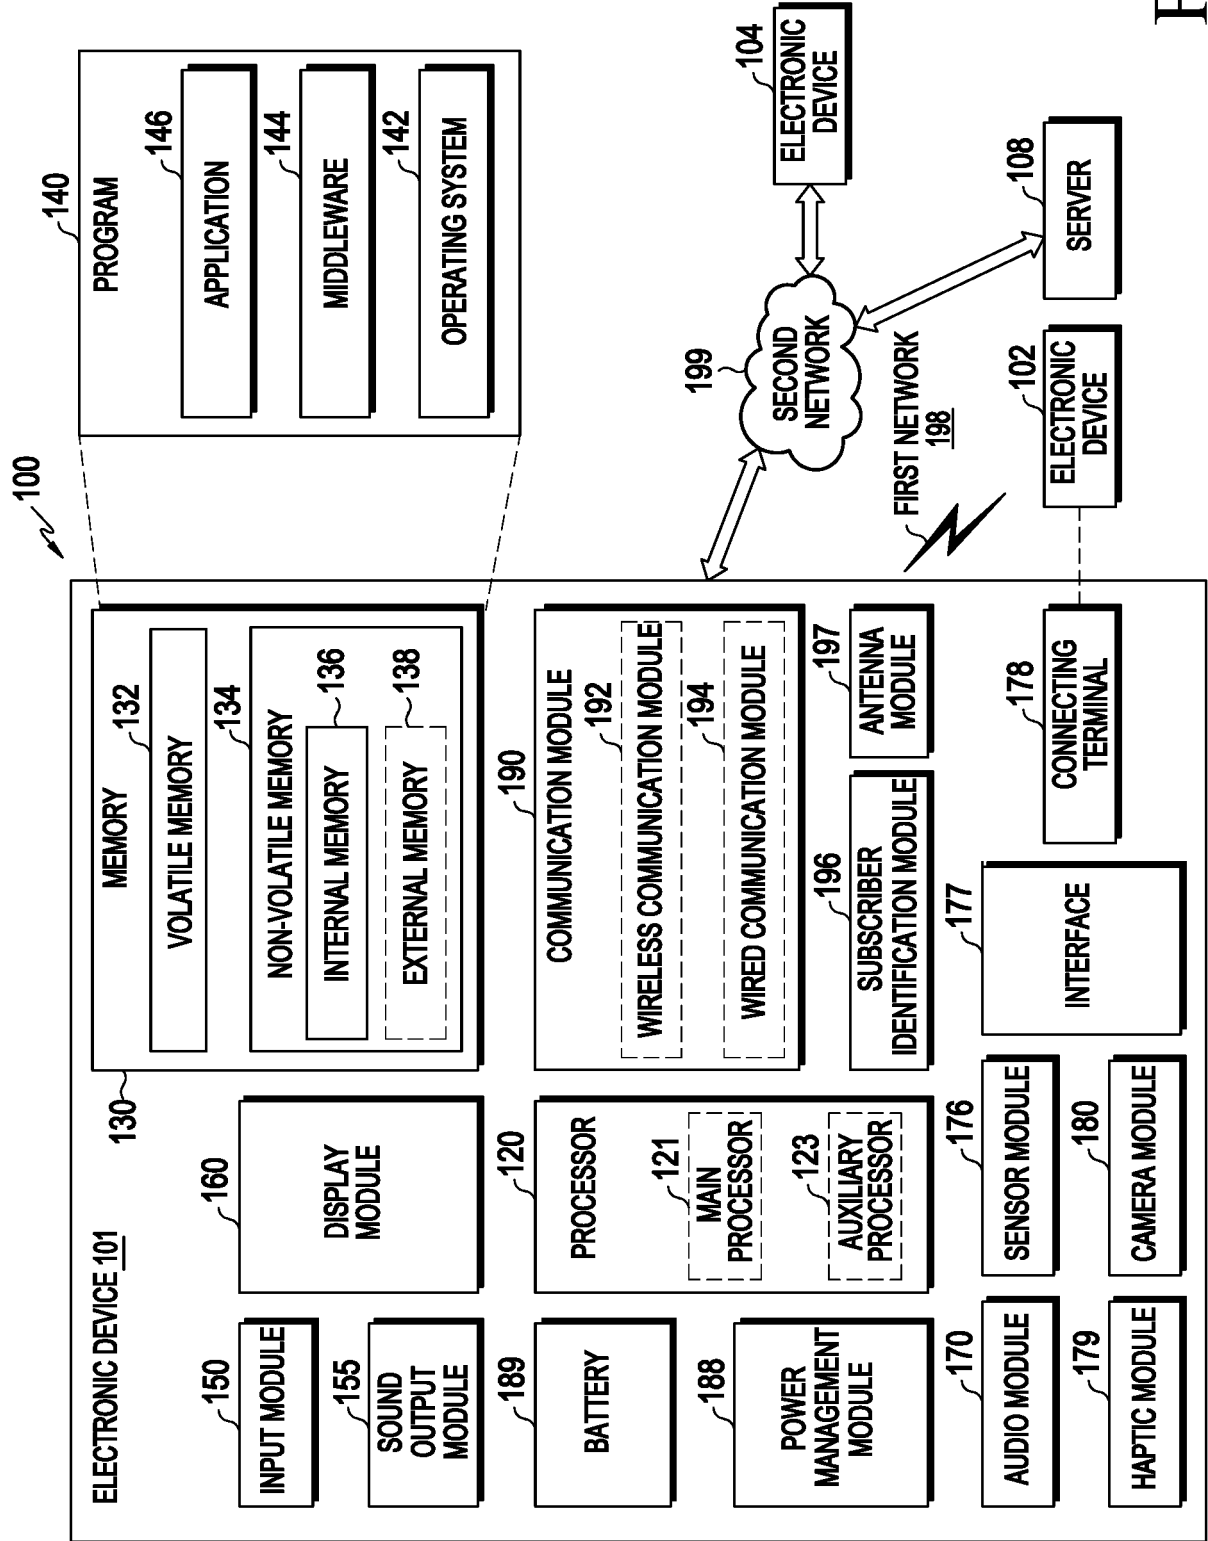 100
ELECTRONIC DEVICE 101
150
INPUT MODULE
155
SOUND
OUTPUT
MODULE
189
BATTERY
188
POWER
MANAGEMENT
MODULE
170
AUDIO MODULE
179
HAPTIC MODULE
160
DISPLAY
MODULE
120
PROCESSOR
121
MAIN
PROCESSOR
123
AUXILIARY
PROCESSOR
176
SENSOR MODULE
180
CAMERA MODULE
130
MEMORY
132
VOLATILE MEMORY
134
NON-VOLATILE MEMORY
136
INTERNAL MEMORY
138
EXTERNAL MEMORY
190
COMMUNICATION MODULE
192
WIRELESS COMMUNICATION MODULE
194
WIRED COMMUNICATION MODULE
196
SUBSCRIBER
IDENTIFICATION MODULE
197
ANTENNA
MODULE
177
INTERFACE
178
CONNECTING
TERMINAL
140
PROGRAM
146
APPLICATION
144
MIDDLEWARE
142
OPERATING SYSTEM
199
SECOND
NETWORK
FIRST NETWORK
198
104
ELECTRONIC
DEVICE
108
SERVER
102
ELECTRONIC
DEVICE